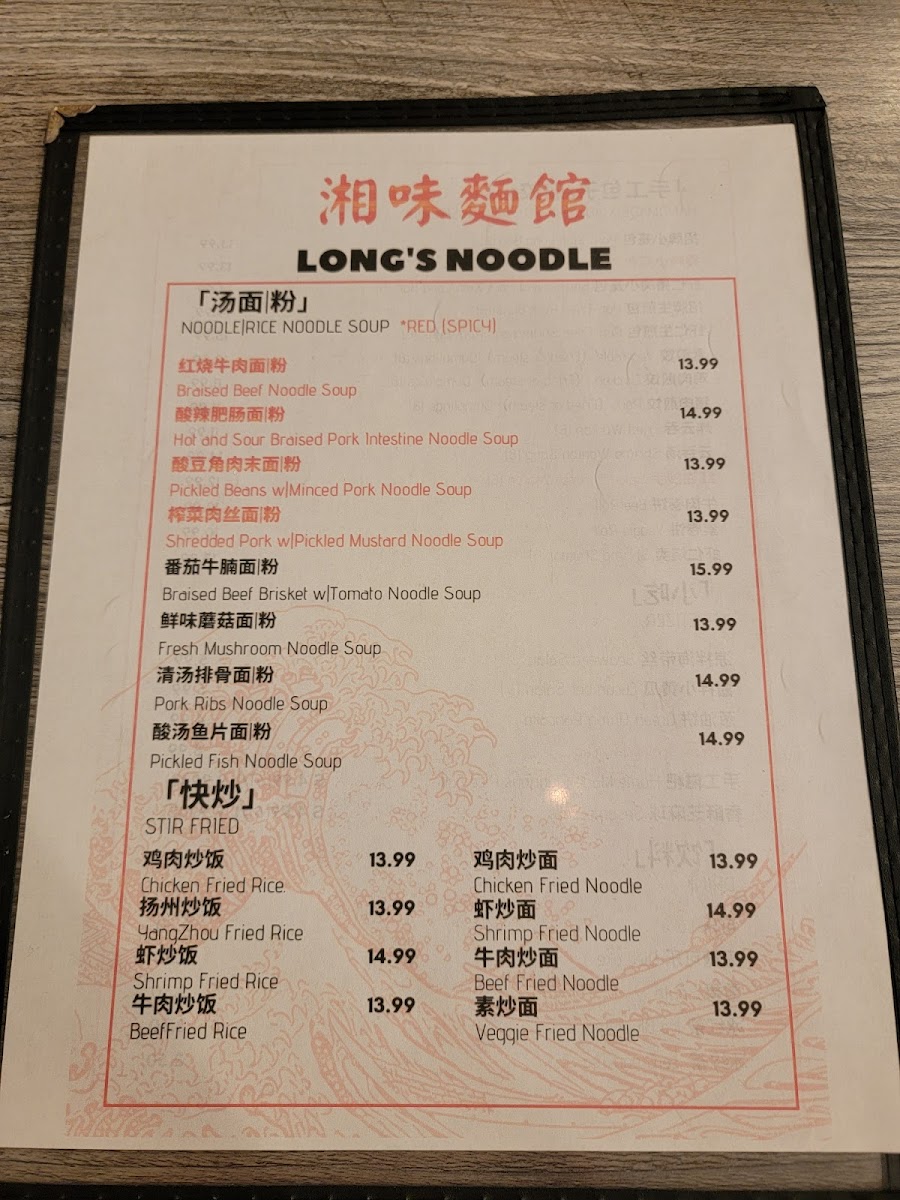 湘味麵館
LONG'S NOODLE
「汤面|粉」
NOODLE|RICE NOODLE SOUP *RED (SPICY)
红烧牛肉面|粉 13.99
Braised Beef Noodle Soup
酸辣肥肠面|粉 14.99
Hot and Sour Braised Pork Intestine Noodle Soup
酸豆角肉末面|粉 13.99
Pickled Beans w|Minced Pork Noodle Soup
榨菜肉丝面|粉 13.99
Shredded Pork w|Pickled Mustard Noodle Soup
番茄牛腩面|粉 15.99
Braised Beef Brisket w|Tomato Noodle Soup
鲜味蘑菇面|粉 13.99
Fresh Mushroom Noodle Soup
清汤排骨面|粉 14.99
Pork Ribs Noodle Soup
酸汤鱼片面|粉 14.99
Pickled Fish Noodle Soup
「快炒」
STIR FRIED
鸡肉炒饭 13.99 鸡肉炒面 13.99
Chicken Fried Rice Chicken Fried Noodle
扬州炒饭 13.99 虾炒面 14.99
YangZhou Fried Rice Shrimp Fried Noodle
虾炒饭 14.99 牛肉炒面 13.99
Shrimp Fried Rice Beef Fried Noodle
牛肉炒饭 13.99 素炒面 13.99
BeefFried Rice Veggie Fried Noodle